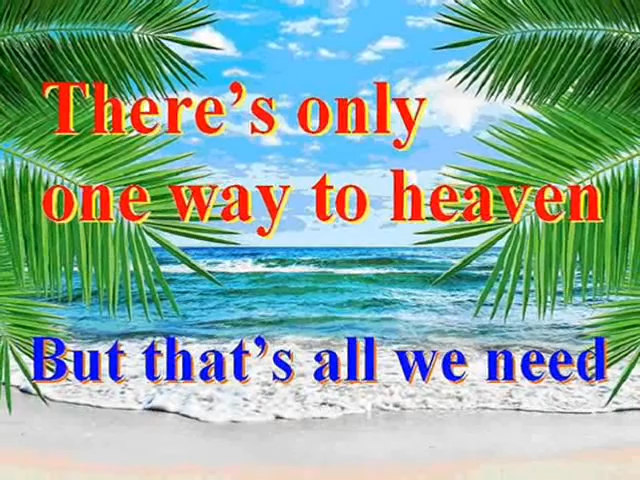 There’s only
one way to heaven
But that’s all we need